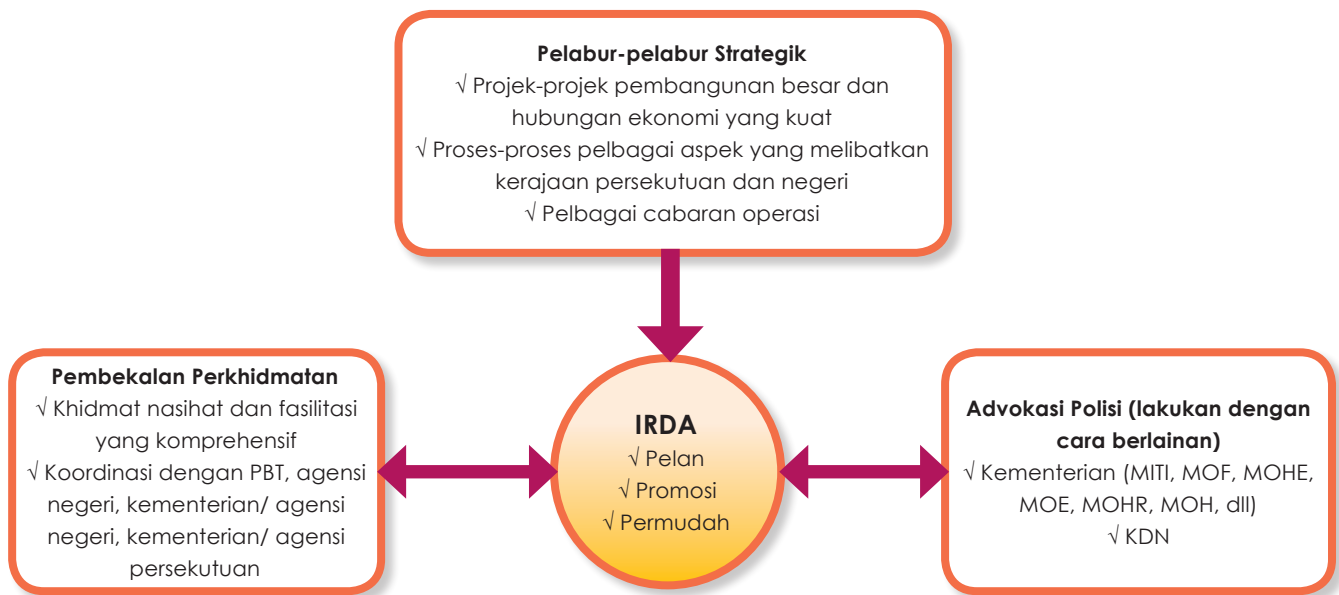 Pelabur-pelabur Strategik
√ Projek-projek pembangunan besar dan
hubungan ekonomi yang kuat
√ Proses-proses pelbagai aspek yang melibatkan
kerajaan persekutuan dan negeri
√ Pelbagai cabaran operasi
Pembekalan Perkhidmatan
√ Khidmat nasihat dan fasilitasi
yang komprehensif
√ Koordinasi dengan PBT, agensi
negeri, kementerian/ agensi
negeri, kementerian/ agensi
persekutuan
IRDA
√ Pelan
√ Promosi
√ Permudah
Advokasi Polisi (lakukan dengan
cara berlainan)
√ Kementerian (MITI, MOF, MOHE,
MOE, MOHR, MOH, dll)
√ KDN